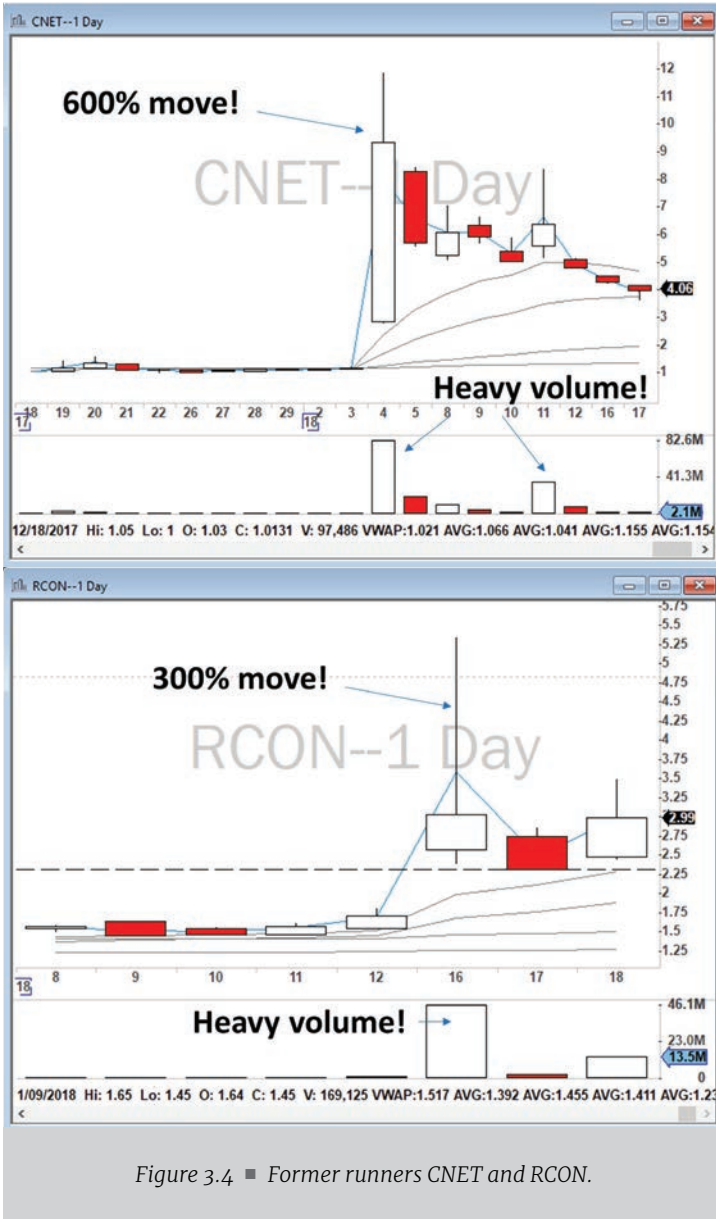 CNET--1 Day
600% move!
CNET--1 Day
12
11
10
9
8
7
6
5
4.06
3
2
1
Heavy volume!
18 19 20 21 22 26 27 28 29 2 3 4 5 8 9 10 11 12 16 17
17 18
82.6M
41.3M
2.1M
12/18/2017 Hi: 1.05 Lo: 1 O: 1.03 C: 1.0131 V: 97,486 VWAP:1.021 AVG:1.066 AVG:1.041 AVG:1.155 AVG:1.154
RCON--1 Day
300% move!
RCON--1 Day
5.75
5.5
5.25
5
4.75
4.5
4.25
4
3.75
3.5
3.25
2.99
2.75
2.5
2.25
2
1.75
1.5
1.25
8 9 10 11 12 16 17 18
18
Heavy volume!
46.1M
23.0M
13.5M
0
1/09/2018 Hi: 1.65 Lo: 1.45 O: 1.64 C: 1.45 V: 169,125 VWAP:1.517 AVG:1.392 AVG:1.455 AVG:1.411 AVG:1.23
Figure 3.4 ■ Former runners CNET and RCON.